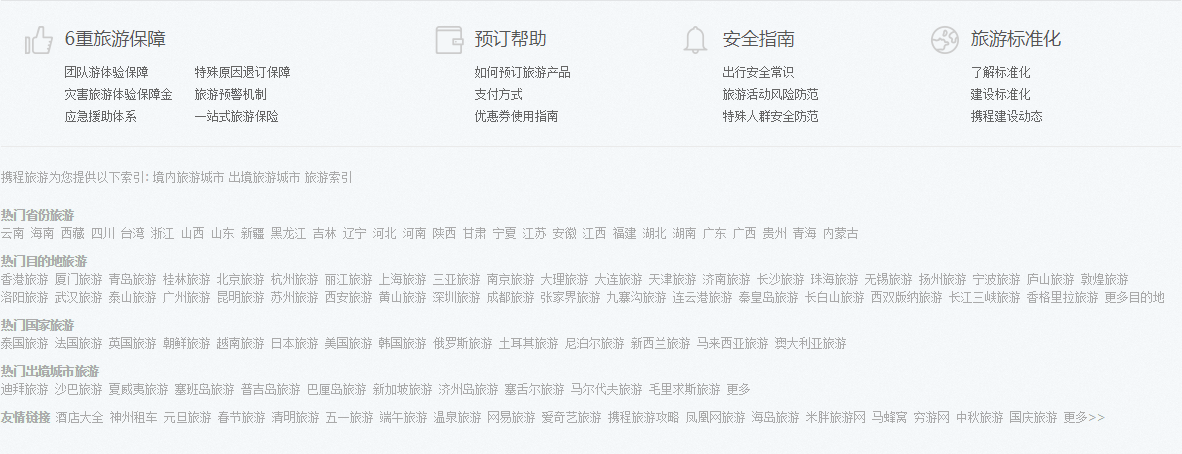 6重旅游保障 预订帮助 安全指南 旅游标准化
团队游体验保障 特殊原因退订保障 如何预订旅游产品 出行安全常识 了解标准化
灾害旅游体验保障金 旅游预警机制 支付方式 旅游活动风险防范 建设标准化
应急援助体系 一站式旅游保险 优惠券使用指南 特殊人群安全防范 携程建设动态
携程旅游为您提供以下索引: 境内旅游城市 出境旅游城市 旅游索引
热门省份旅游
云南 海南 西藏 四川 台湾 浙江 山西 山东 新疆 黑龙江 吉林 辽宁 河北 河南 陕西 甘肃 宁夏 江苏 安徽 江西 福建 湖北 湖南 广东 广西 贵州 青海 内蒙古
热门目的地旅游
香港旅游 厦门旅游 青岛旅游 桂林旅游 北京旅游 杭州旅游 丽江旅游 上海旅游 三亚旅游 南京旅游 大理旅游 大连旅游 天津旅游 济南旅游 长沙旅游 珠海旅游 无锡旅游 扬州旅游 宁波旅游 庐山旅游 敦煌旅游
洛阳旅游 武汉旅游 泰山旅游 广州旅游 昆明旅游 苏州旅游 西安旅游 黄山旅游 深圳旅游 成都旅游 张家界旅游 九寨沟旅游 连云港旅游 秦皇岛旅游 长白山旅游 西双版纳旅游 长江三峡旅游 香格里拉旅游 更多目的地
热门国家旅游
泰国旅游 法国旅游 英国旅游 朝鲜旅游 越南旅游 日本旅游 美国旅游 韩国旅游 俄罗斯旅游 土耳其旅游 尼泊尔旅游 新西兰旅游 马来西亚旅游 澳大利亚旅游
热门出境城市旅游
迪拜旅游 沙巴旅游 夏威夷旅游 塞班岛旅游 普吉岛旅游 巴厘岛旅游 新加坡旅游 济州岛旅游 塞舌尔旅游 马尔代夫旅游 毛里求斯旅游 更多
友情链接 酒店大全 神州租车 元旦旅游 春节旅游 清明旅游 五一旅游 端午旅游 温泉旅游 网易旅游 爱奇艺旅游 携程旅游攻略 凤凰网旅游 海岛旅游 米胖旅游网 马蜂窝 穷游网 中秋旅游 国庆旅游 更多>>